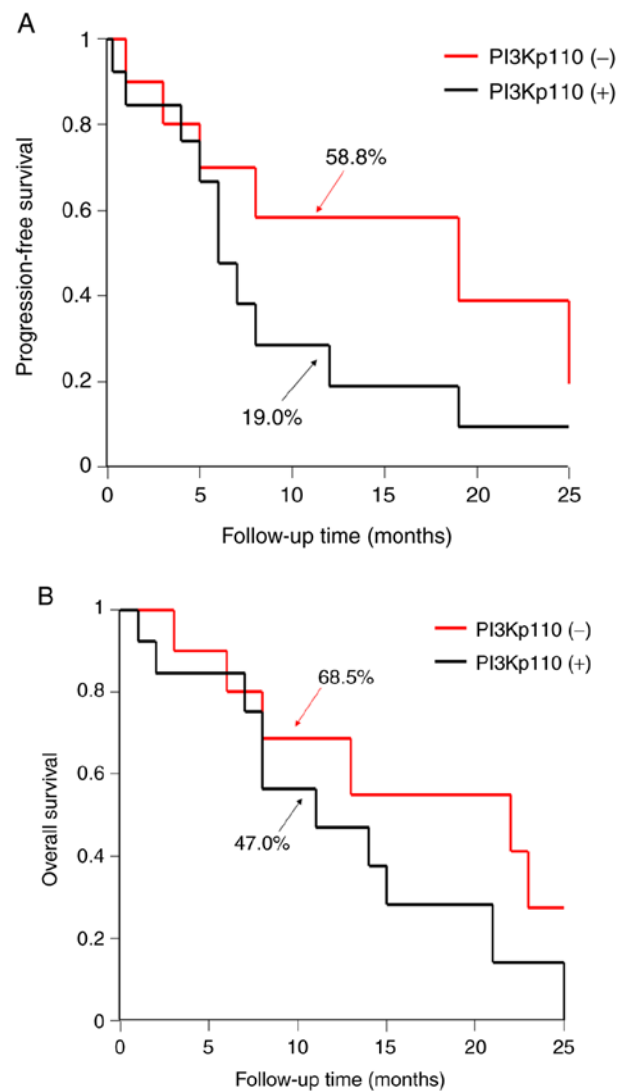 A
1
0.8
0.6
0.4
0.2
0
Progression-free survival
PI3Kp110 (–)
PI3Kp110 (+)
58.8%
19.0%
0 5 10 15 20 25
Follow-up time (months)
B
1
0.8
0.6
0.4
0.2
0
Overall survival
PI3Kp110 (–)
PI3Kp110 (+)
68.5%
47.0%
0 5 10 15 20 25
Follow-up time (months)